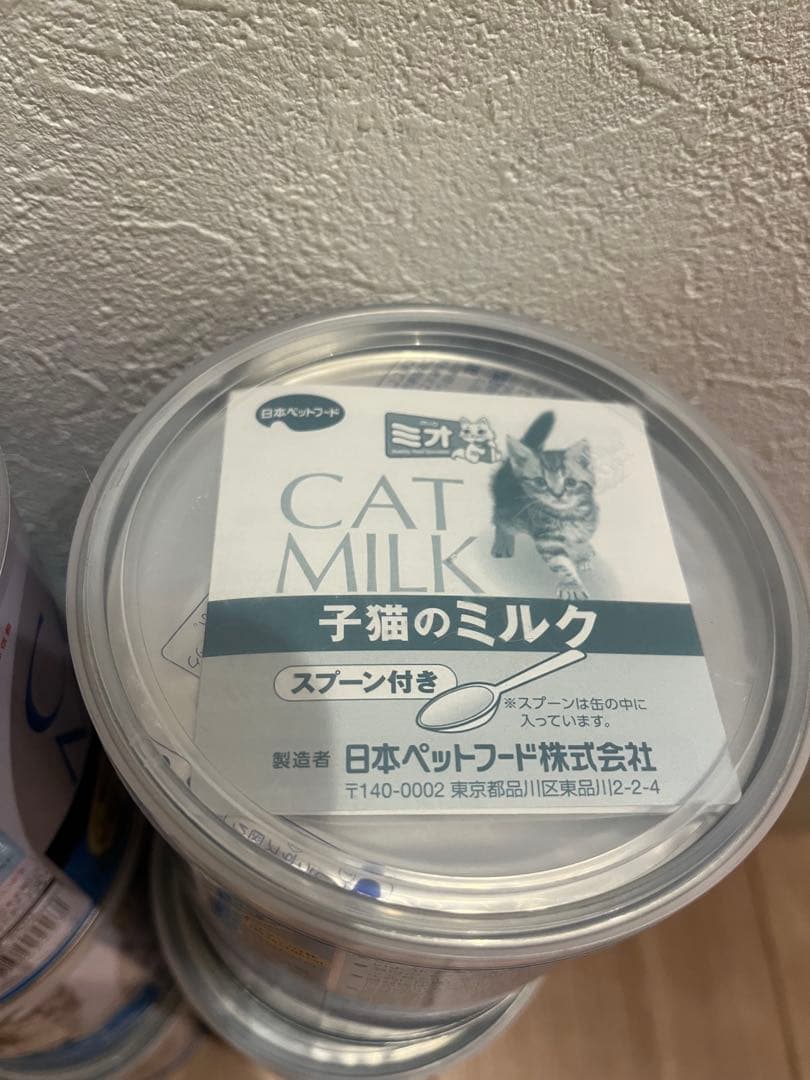 日本ペットフード
ミオ
CAT
MILK
子猫のミルク
スプーン付き
※スプーンは缶の中に
入っています。
製造者 日本ペットフード株式会社
〒140-0002 東京都品川区東品川2-2-4